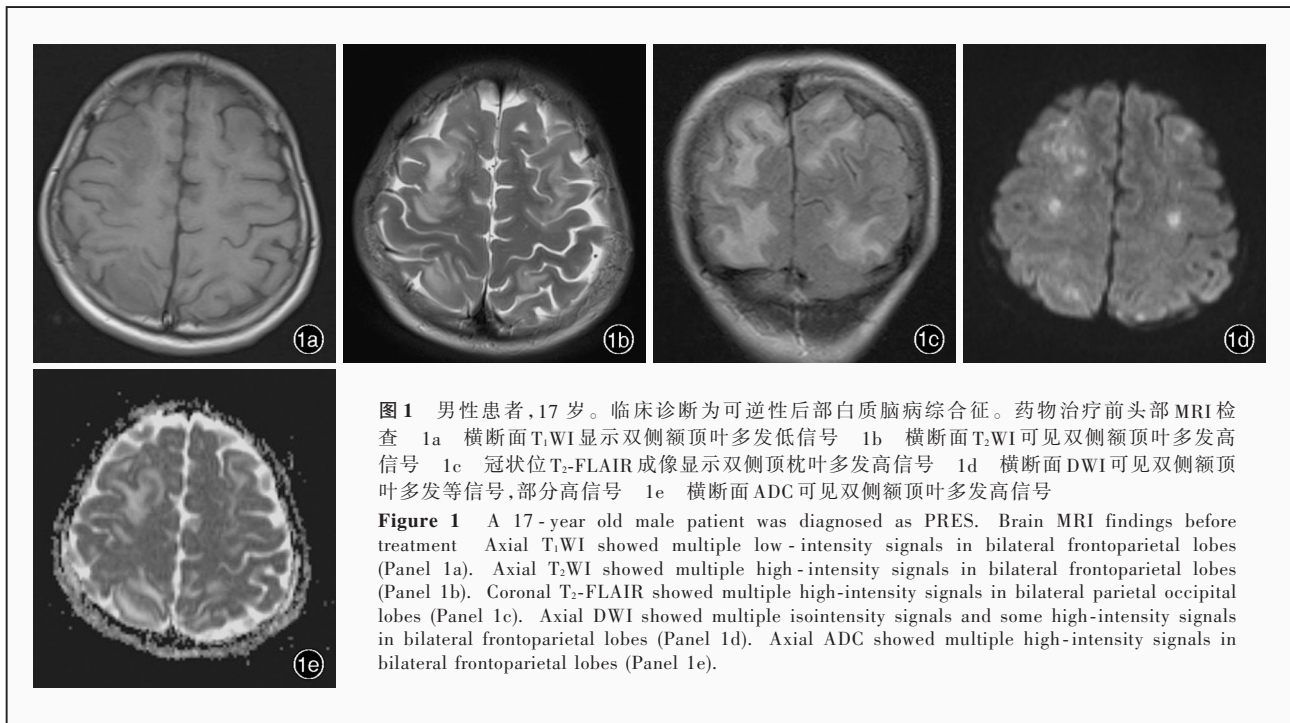 1a
1b
1c
1d
1e
图1 男性患者,17 岁。临床诊断为可逆性后部白质脑病综合征。药物治疗前头部 MRI 检
查 1a 横断面T₁WI 显示双侧额顶叶多发低信号 1b 横断面T₂WI 可见双侧额顶叶多发高
信号 1c 冠状位 T₂-FLAIR 成像显示双侧顶枕叶多发高信号 1d 横断面 DWI 可见双侧额顶
叶多发等信号,部分高信号 1e 横断面 ADC 可见双侧额顶叶多发高信号
Figure 1 A 17-year old male patient was diagnosed as PRES. Brain MRI findings before
treatment Axial T₁WI showed multiple low-intensity signals in bilateral frontoparietal lobes
(Panel 1a). Axial T₂WI showed multiple high-intensity signals in bilateral frontoparietal lobes
(Panel 1b). Coronal T₂-FLAIR showed multiple high-intensity signals in bilateral parietal occipital
lobes (Panel 1c). Axial DWI showed multiple isointensity signals and some high-intensity signals
in bilateral frontoparietal lobes (Panel 1d). Axial ADC showed multiple high-intensity signals in
bilateral frontoparietal lobes (Panel 1e).